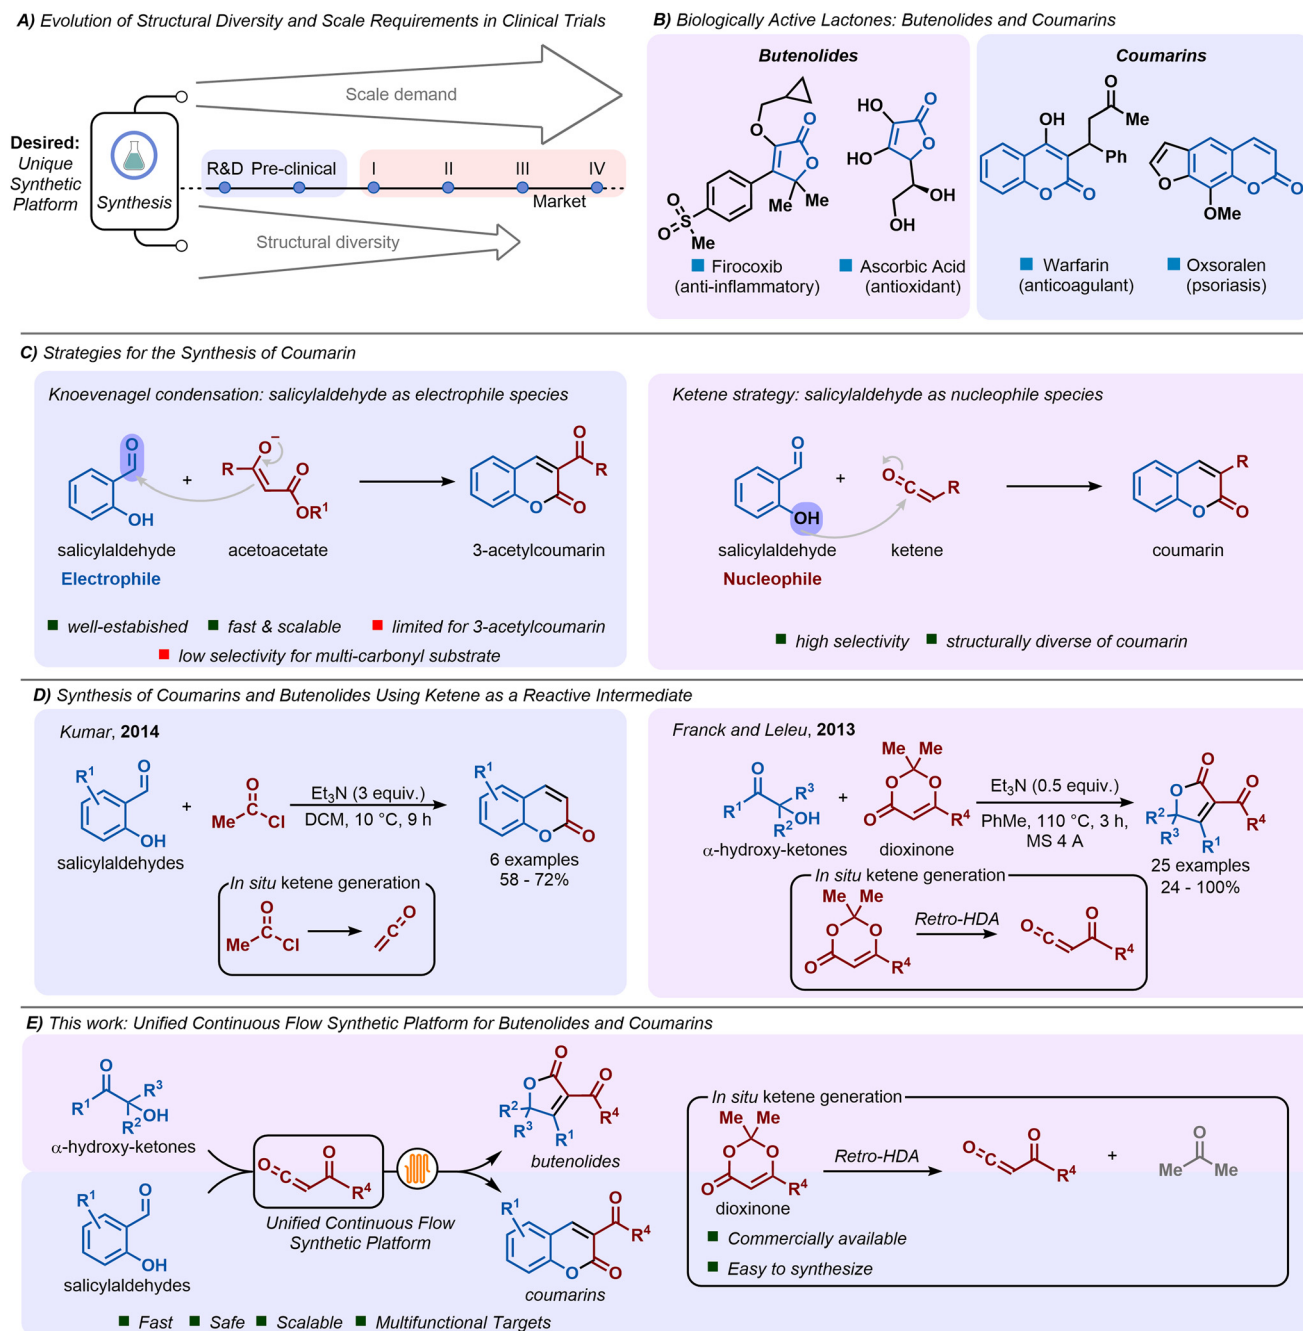 A) Evolution of Structural Diversity and Scale Requirements in Clinical Trials
Scale demand
Desired:
Unique
Synthetic
Platform
Synthesis
R&D Pre-clinical I II III IV
Market
Structural diversity
B) Biologically Active Lactones: Butenolides and Coumarins
Butenolides
O
O
O
Me
Me
S
O
O
Me
HO
O
HO
O
OH
OH
Firocoxib
(anti-inflammatory)
Ascorbic Acid
(antioxidant)
Coumarins
O
OH
Me
Ph
O
O
O
O
O
OMe
Warfarin
(anticoagulant)
Oxsoralen
(psoriasis)
C) Strategies for the Synthesis of Coumarin
Knoevenagel condensation: salicylaldehyde as electrophile species
O
OH
+
O−
R
O
OR1
O
R
O
O
salicylaldehyde
acetoacetate
3-acetylcoumarin
Electrophile
well-estabished
fast & scalable
limited for 3-acetylcoumarin
low selectivity for multi-carbonyl substrate
Ketene strategy: salicylaldehyde as nucleophile species
O
OH
+
O
C
R
R
O
O
salicylaldehyde
ketene
coumarin
Nucleophile
high selectivity
structurally diverse of coumarin
D) Synthesis of Coumarins and Butenolides Using Ketene as a Reactive Intermediate
Kumar, 2014
R1
O
OH
+
O
Me C Cl
Et3N (3 equiv.)
DCM, 10 °C, 9 h
R1
O
O
salicylaldehydes
6 examples
58 - 72%
In situ ketene generation
O
Me C Cl
C O
Franck and Leleu, 2013
O
R3
R1
R2
OH
+
Me Me
O O
O
R4
Et3N (0.5 equiv.)
PhMe, 110 °C, 3 h,
MS 4 A
O
O
O
R2
R3
R1
R4
α-hydroxy-ketones
dioxinone
25 examples
24 - 100%
In situ ketene generation
Me Me
O O
O
R4
Retro-HDA
O
C
O
R4
E) This work: Unified Continuous Flow Synthetic Platform for Butenolides and Coumarins
O
R3
R1
R2
OH
α-hydroxy-ketones
R1
O
OH
salicylaldehydes
O
C
O
R4
Unified Continuous Flow
Synthetic Platform
O
O
O
R2
R3
R1
R4
butenolides
R1
O
R4
O
O
coumarins
Fast
Safe
Scalable
Multifunctional Targets
In situ ketene generation
Me Me
O O
O
R4
dioxinone
Retro-HDA
O
C
O
R4
+
O
Me Me
Commercially available
Easy to synthesize